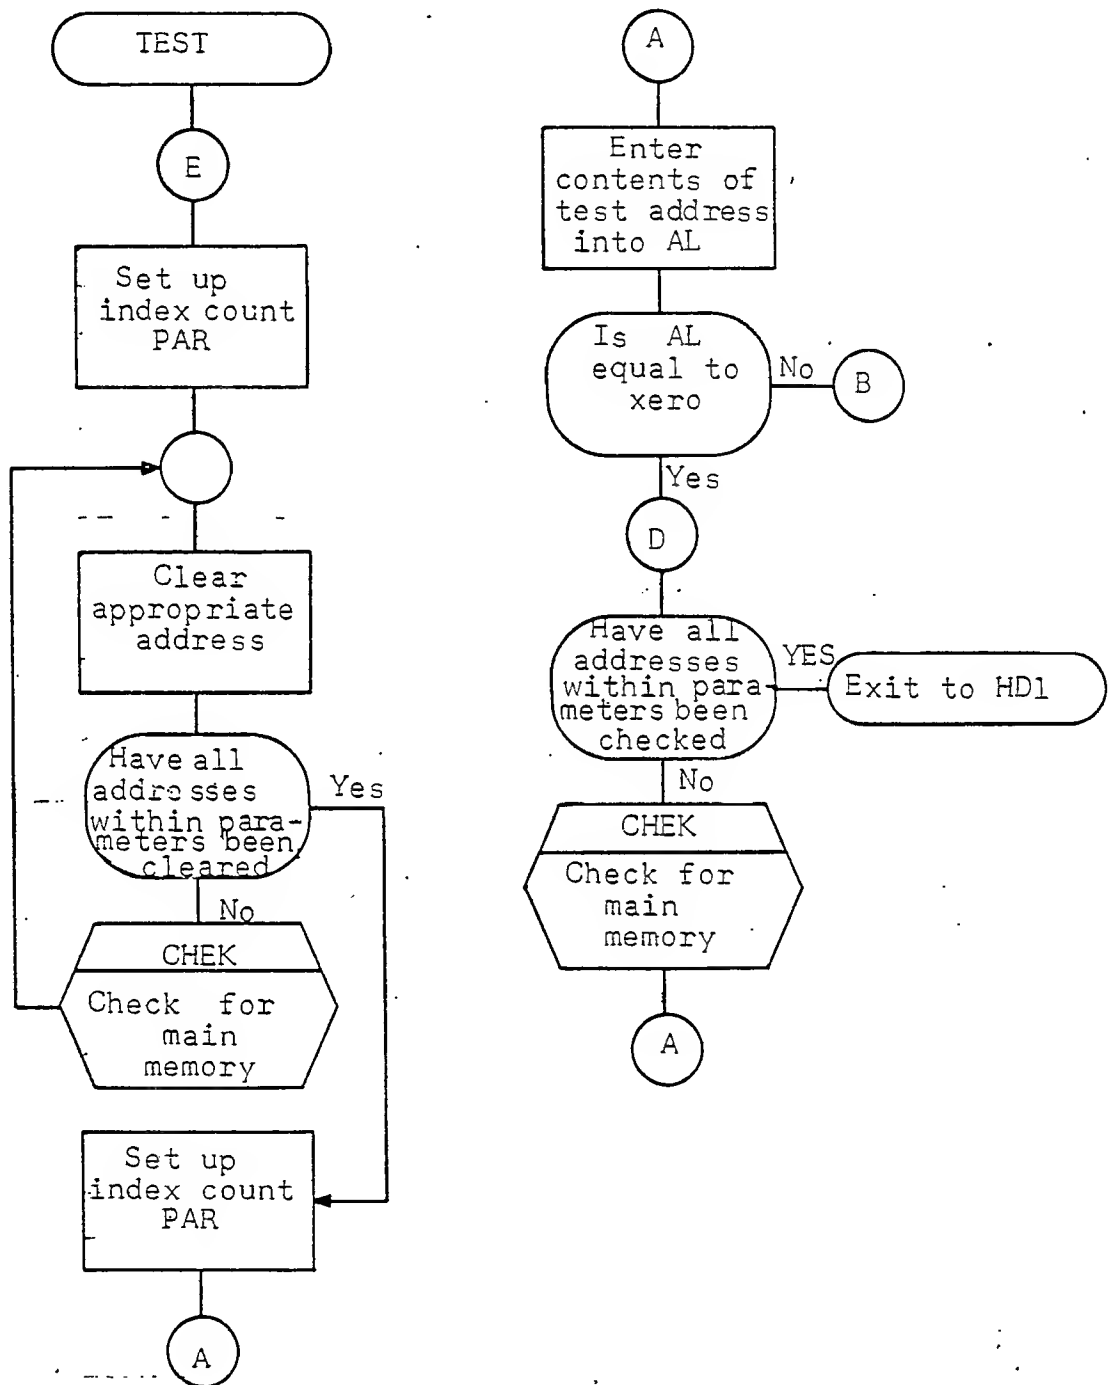 TEST
E
Set up
index count
PAR
Clear
appropriate
address
Have all
addresses
within para-
meters been
cleared
Yes
No
CHEK
Check for
main
memory
Set up
index count
PAR
A
A
Enter
contents of
test address
into AL
Is AL
equal to
xero
No
B
Yes
D
Have all
addresses
within para
meters been
checked
YES
Exit to HD1
No
CHEK
Check for
main
memory
A